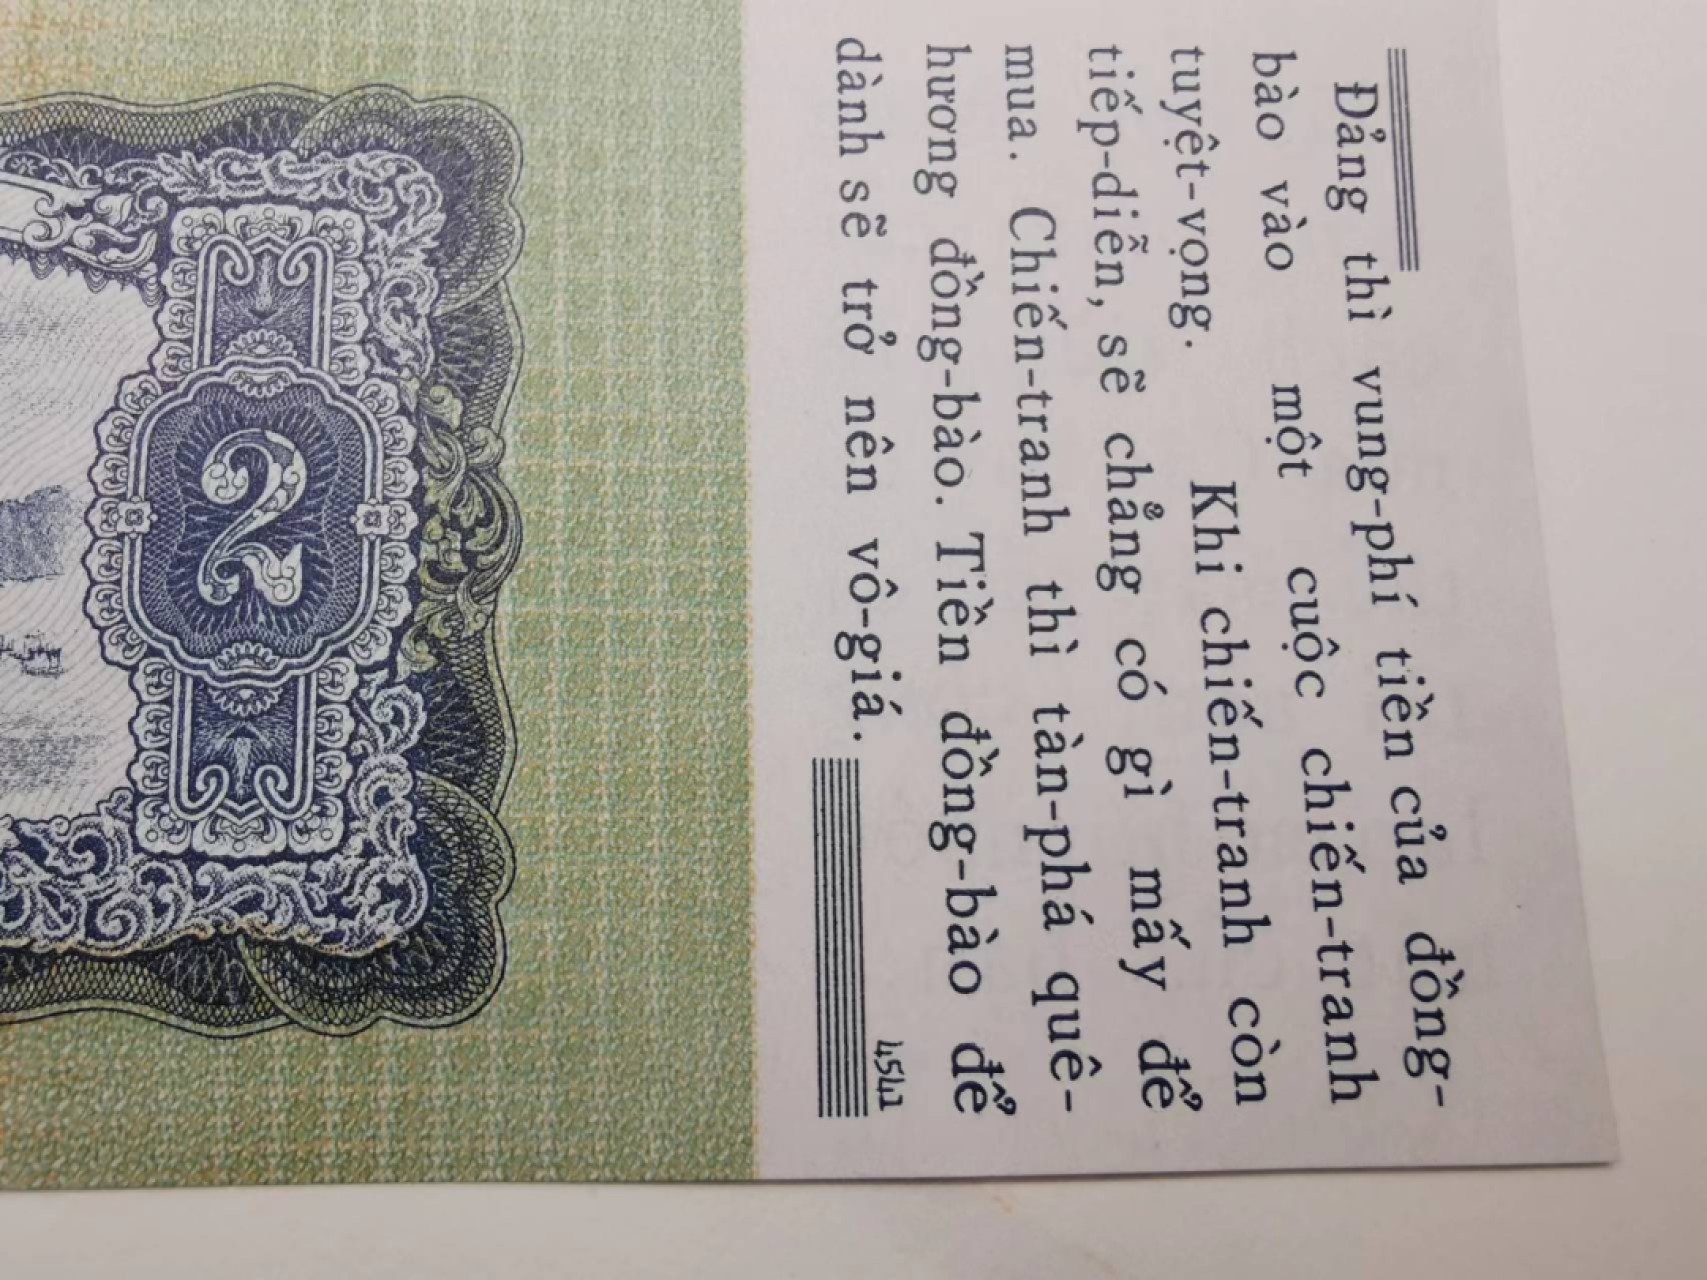 Đảng thì vung-phí tiền của đồng-
bào vào một cuộc chiến-tranh
tuyệt-vọng. Khi chiến-tranh còn
tiếp-diễn, sẽ chẳng có gì mấy để
mua. Chiến-tranh thì tàn-phá quê-
hương đồng-bào. Tiền đồng-bào để
dành sẽ trở nên vô-giá.
4541
2